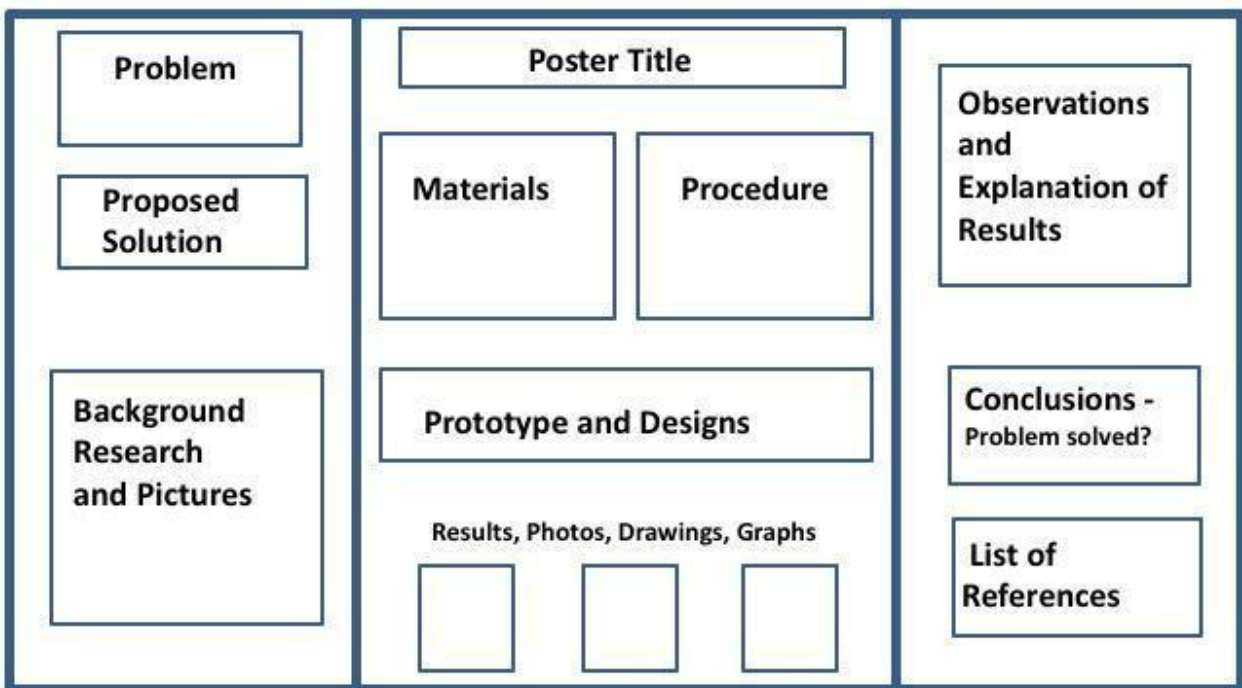 Problem
Proposed
Solution
Background
Research
and Pictures
Poster Title
Materials
Procedure
Prototype and Designs
Results, Photos, Drawings, Graphs
Observations
and
Explanation of
Results
Conclusions -
Problem solved?
List of
References